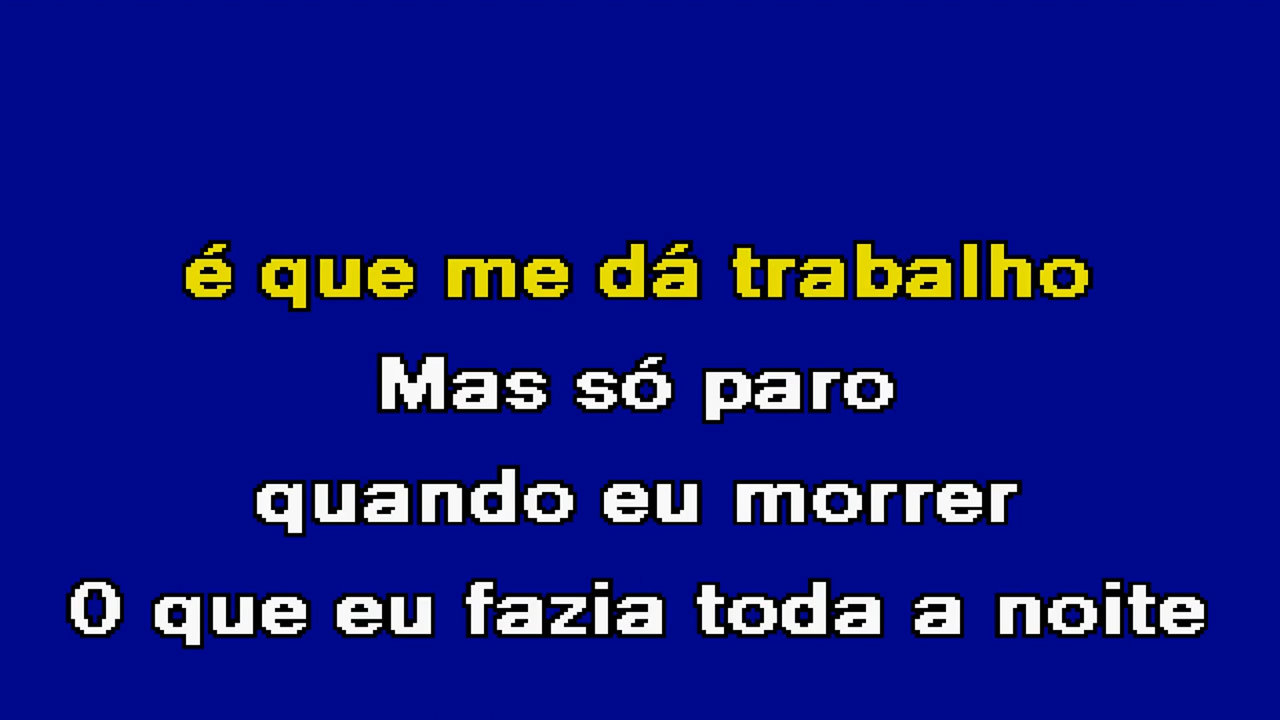 é que me dá trabalho
Mas só paro
quando eu morrer
O que eu fazia toda a noite